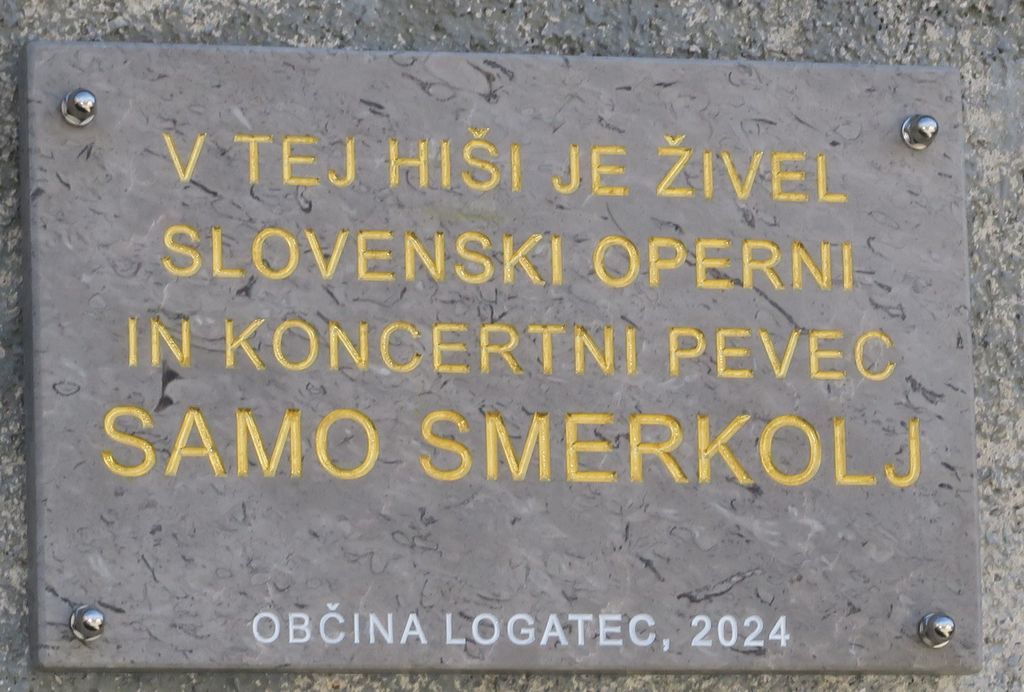 V TEJ HIŠI JE ŽIVEL
SLOVENSKI OPERNI
IN KONCERTNI PEVEC
SAMO SMERKOLJ
OBČINA LOGATEC, 2024